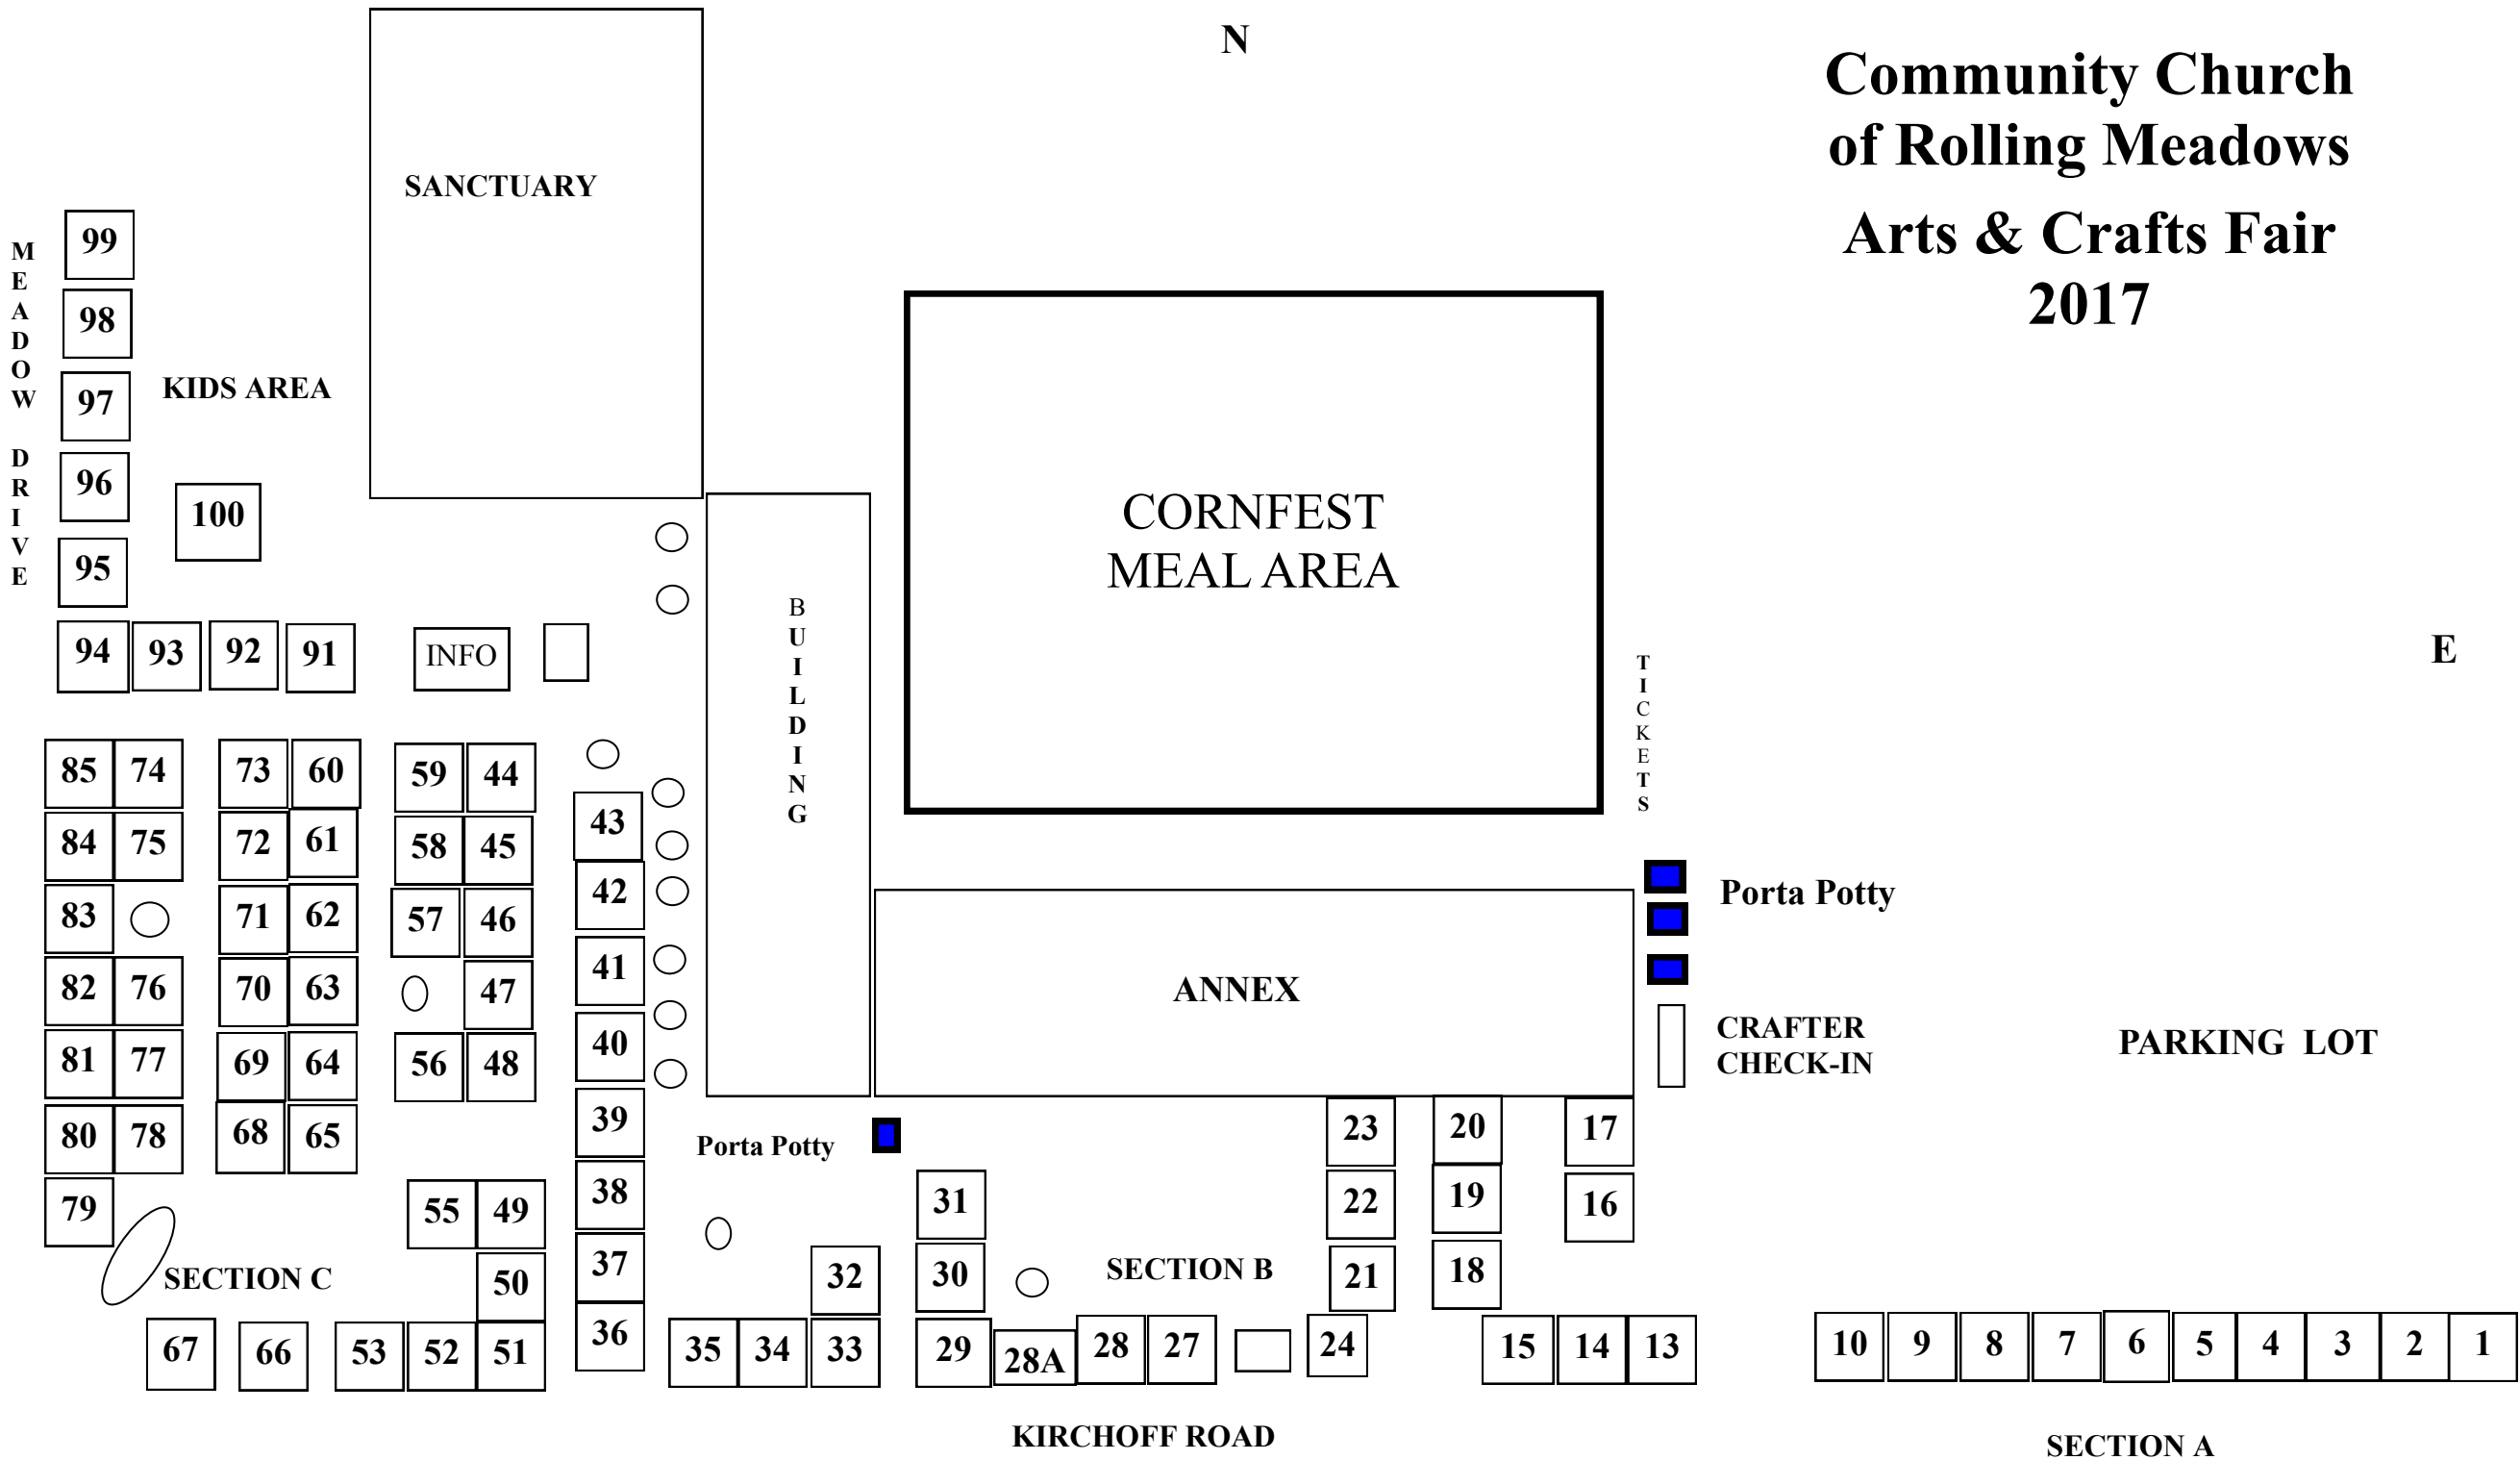 N
Community Church
of Rolling Meadows
Arts & Crafts Fair
2017
SANCTUARY
MEADOW DRIVE
99
98
97
KIDS AREA
96
100
95
94 93 92 91 INFO
CORNFEST
MEAL AREA
BUILDING
TICKETS
E
85 74 73 60 59 44
43
84 75 72 61 58 45
42
83 71 62 57 46
41
82 76 70 63 47
40
81 77 69 64 56 48
39
80 78 68 65
38
79 55 49
37
SECTION C 50
36
67 66 53 52 51
Porta Potty
ANNEX
CRAFTER
CHECK-IN
PARKING LOT
Porta Potty
23 20 17
31 22 19 16
32 30 SECTION B 21 18
35 34 33 29 28A 28 27 24 15 14 13 10 9 8 7 6 5 4 3 2 1
KIRCHOFF ROAD
SECTION A